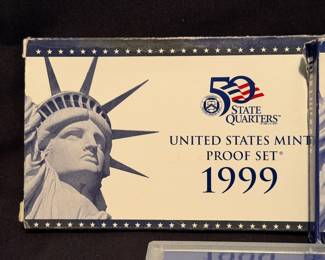 50
STATE
QUARTERS
UNITED STATES MINT
PROOF SET®
1999